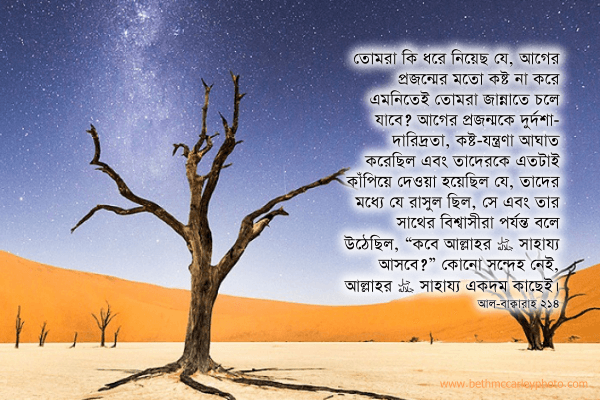 তোমরা কি ধরে নিয়েছ যে, আগের
প্রজন্মের মতো কষ্ট না করে
এমনিতেই তোমরা জান্নাতে চলে
যাবে? আগের প্রজন্মকে দুর্দশা-
দারিদ্রতা, কষ্ট-যন্ত্রণা আঘাত
করেছিল এবং তাদেরকে এতটাই
কাঁপিয়ে দেওয়া হয়েছিল যে, তাদের
মধ্যে যে রাসুল ছিল, সে এবং তার
সাথের বিশ্বাসীরা পর্যন্ত বলে
উঠেছিল, “কবে আল্লাহর ﷻ সাহায্য
আসবে?” কোনো সন্দেহ নেই,
আল্লাহর ﷻ সাহায্য একদম কাছেই।
আল-বাক্বারাহ ২১৪
www.bethmccarleyphoto.com